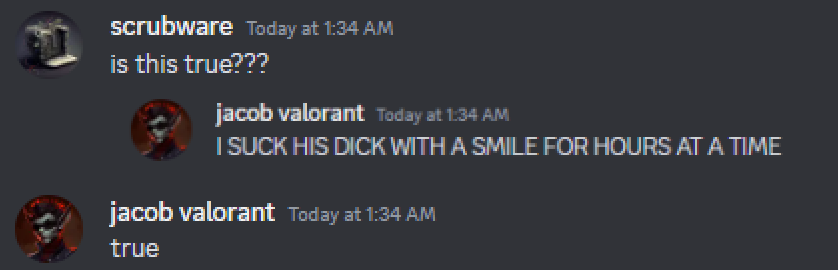 scrubware Today at 1:34 AM
is this true???
jacob valorant Today at 1:34 AM
I SUCK HIS DICK WITH A SMILE FOR HOURS AT A TIME
jacob valorant Today at 1:34 AM
true